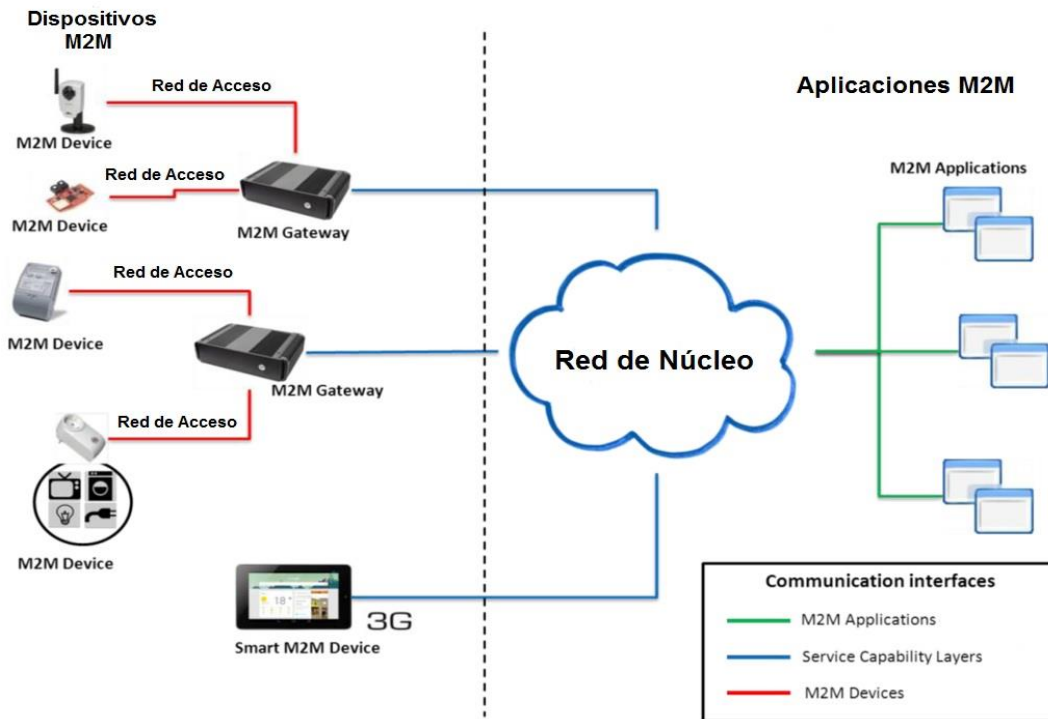 Dispositivos
M2M
Red de Acceso
M2M Device
Red de Acceso
M2M Device
M2M Gateway
Red de Acceso
M2M Device
M2M Gateway
Red de Acceso
M2M Device
18
3G
Smart M2M Device
Red de Núcleo
Aplicaciones M2M
M2M Applications
Communication interfaces
M2M Applications
Service Capability Layers
M2M Devices